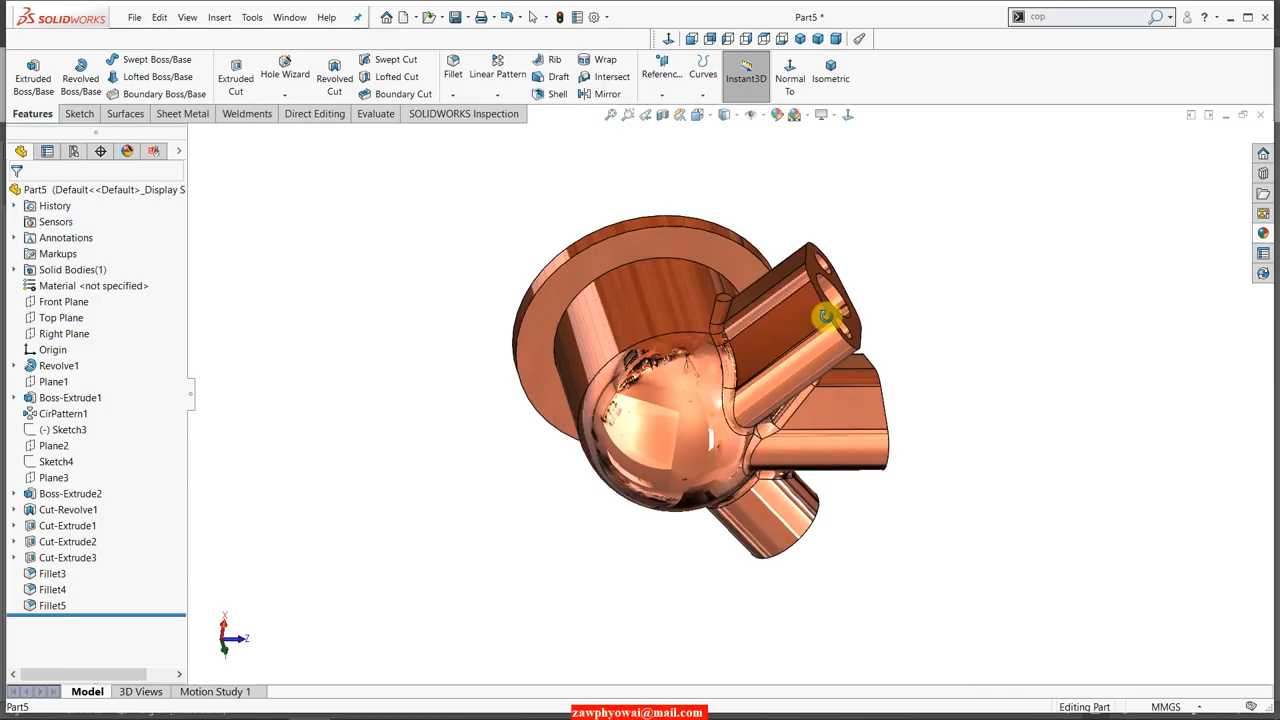 SOLIDWORKS
File
Edit
View
Insert
Tools
Window
Help
Part5 *
cop
Extruded Boss/Base
Revolved Boss/Base
Swept Boss/Base
Lofted Boss/Base
Boundary Boss/Base
Extruded Cut
Hole Wizard
Revolved Cut
Swept Cut
Lofted Cut
Boundary Cut
Fillet
Linear Pattern
Rib
Draft
Shell
Wrap
Intersect
Mirror
Referenc...
Curves
Instant3D
Normal To
Isometric
Features
Sketch
Surfaces
Sheet Metal
Weldments
Direct Editing
Evaluate
SOLIDWORKS Inspection
Part5 (Default<<Default>_Display S
History
Sensors
Annotations
Markups
Solid Bodies(1)
Material <not specified>
Front Plane
Top Plane
Right Plane
Origin
Revolve1
Plane1
Boss-Extrude1
CirPattern1
(-) Sketch3
Plane2
Sketch4
Plane3
Boss-Extrude2
Cut-Revolve1
Cut-Extrude1
Cut-Extrude2
Cut-Extrude3
Fillet3
Fillet4
Fillet5
X
Z
Model
3D Views
Motion Study 1
Part5
Editing Part
MMGS
zawphyowai@mail.com